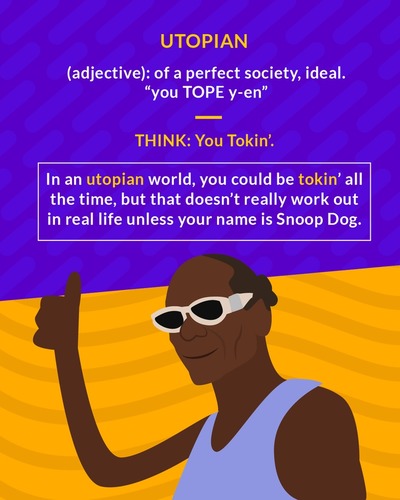 UTOPIAN
(adjective): of a perfect society, ideal.
“you TOPE y-en”
THINK: You Tokin’.
In an utopian world, you could be tokin’ all
the time, but that doesn’t really work out
in real life unless your name is Snoop Dog.